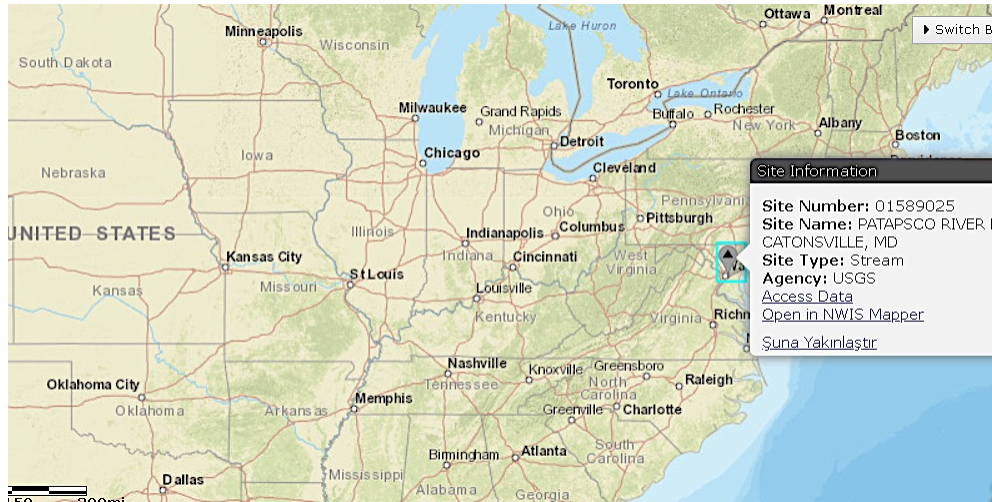 Ottawa
Montreal
Lake Huron
Switch B
Minneapolis
Wisconsin
South Dakota
Toronto
Lake Ontario
Milwaukee
Grand Rapids
Buffalo
Rochester
Michigan
New York
Albany
Boston
Detroit
Chicago
Iowa
Cleveland
Nebraska
Site Information
Site Number: 01589025
Site Name: PATAPSCO RIVER
CATONSVILLE, MD
Site Type: Stream
Agency: USGS
Access Data
Open in NWIS Mapper
Şuna Yakınlaştır
Pennsylvani
Ohio
Pittsburgh
UNITED STATES
Illinois
Indianapolis
Columbus
Indiana
Kansas City
Cincinnati
West
Virginia
St Louis
Kansas
Missouri
Louisville
Kentucky
Virginia
Richm
Nashville
Knoxville
Greensboro
Oklahoma City
Tennessee
North
Carolina
Raleigh
Oklahoma
Arkansas
Memphis
Greenville
Charlotte
Birmingham
Atlanta
South
Carolina
Dallas
Mississippi
Alabama
Georgia